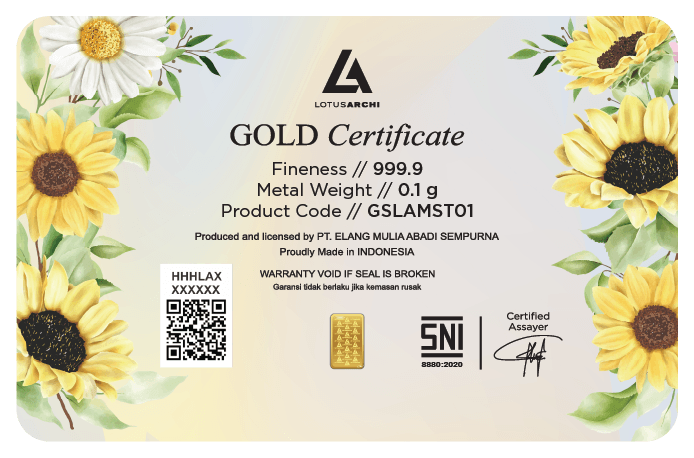 LOTUSARCHI
GOLD Certificate
Fineness // 999.9
Metal Weight // 0.1 g
Product Code // GSLAMST01
Produced and licensed by PT. ELANG MULIA ABADI SEMPURNA
Proudly Made in INDONESIA
WARRANTY VOID IF SEAL IS BROKEN
Garansi tidak berlaku jika kemasan rusak
HHHLAX
XXXXXX
SNI
8880:2020
Certified
Assayer